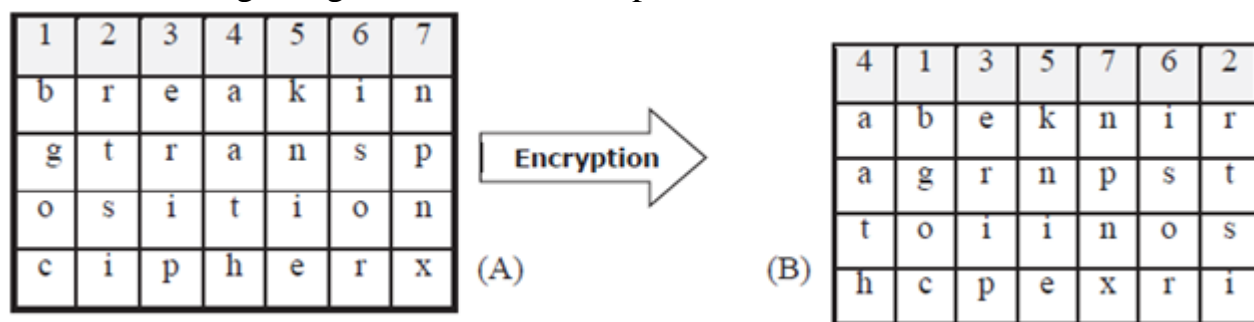 1 2 3 4 5 6 7
b r e a k i n
g t r a n s p
o s i t i o n
c i p h e r x
(A)
Encryption
4 1 3 5 7 6 2
a b e k n i r
a g r n p s t
t o i i n o s
h c p e x r i
(B)